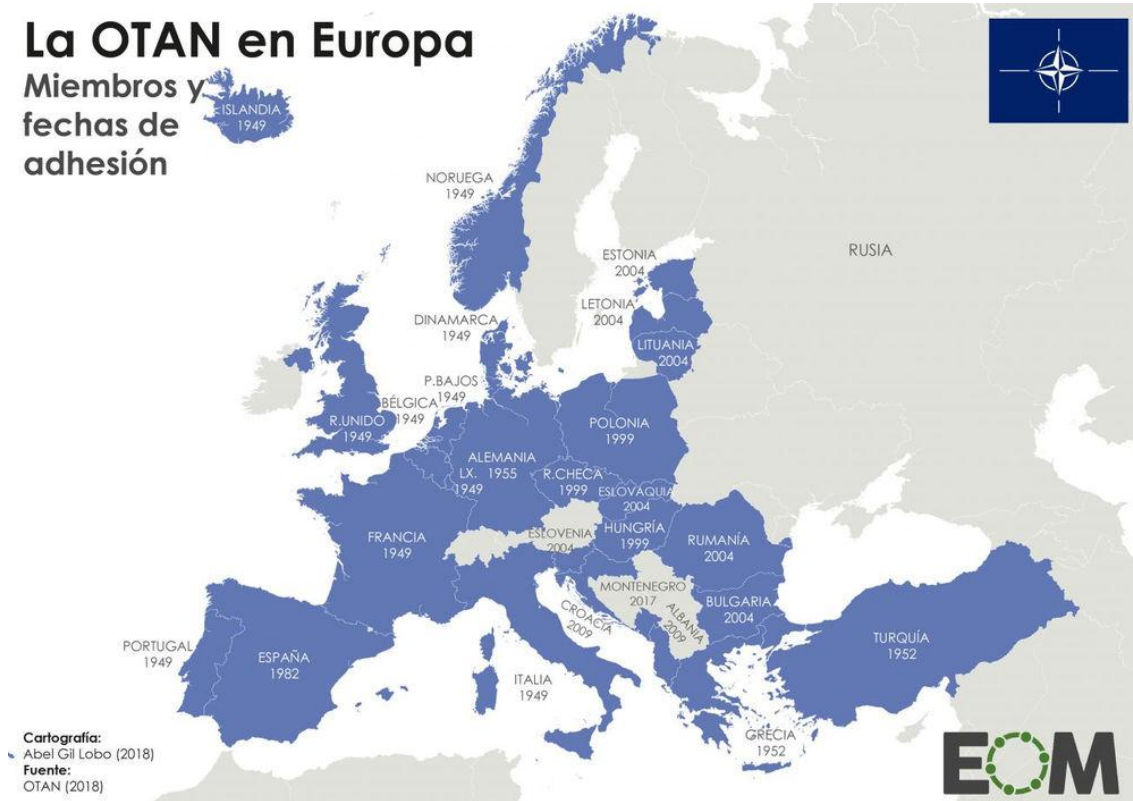 La OTAN en Europa
Miembros y
fechas de
adhesión
ISLANDIA
1949
NORUEGA
1949
RUSIA
ESTONIA
2004
LETONIA
2004
DINAMARCA
1949
LITUANIA
2004
P.BAJOS
1949
BÉLGICA
1949
R.UNIDO
1949
POLONIA
1999
ALEMANIA
1955
LX.
1949
R.CHECA
1999
ESLOVAQUIA
2004
FRANCIA
1949
ESLOVENIA
2004
HUNGRÍA
1999
RUMANÍA
2004
MONTENEGRO
2017
CROACIA
2009
ALBANIA
2009
BULGARIA
2004
PORTUGAL
1949
ESPAÑA
1982
ITALIA
1949
TURQUÍA
1952
GRECIA
1952
Cartografía:
Abel Gil Lobo (2018)
Fuente:
OTAN (2018)
EOM